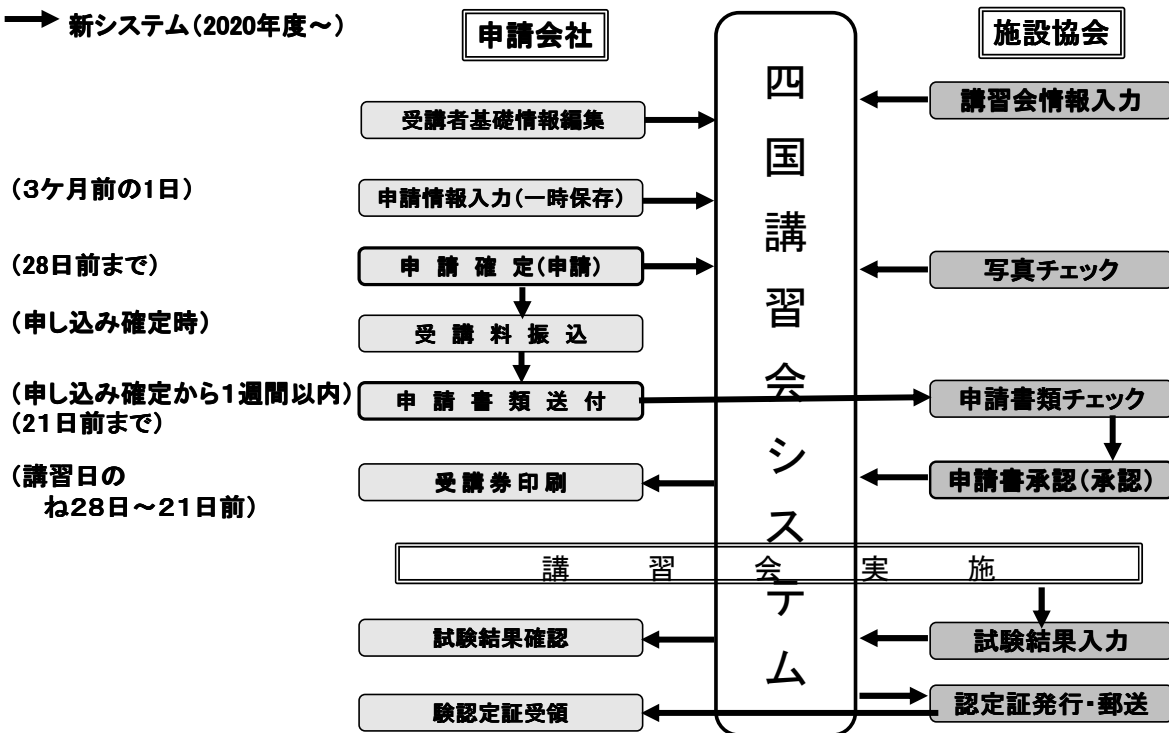 新システム(2020年度～)
申請会社
施設協会
四国講習会システム
講習会情報入力
受講者基礎情報編集
(3ケ月前の1日)
申請情報入力(一時保存)
(28日前まで)
申請確定(申請)
写真チェック
(申し込み確定時)
受講料振込
(申し込み確定から1週間以内)
(21日前まで)
申請書類送付
申請書類チェック
(講習日の
ね28日～21日前)
受講券印刷
申請書承認(承認)
講習会実施
試験結果確認
試験結果入力
験認定証受領
認定証発行・郵送